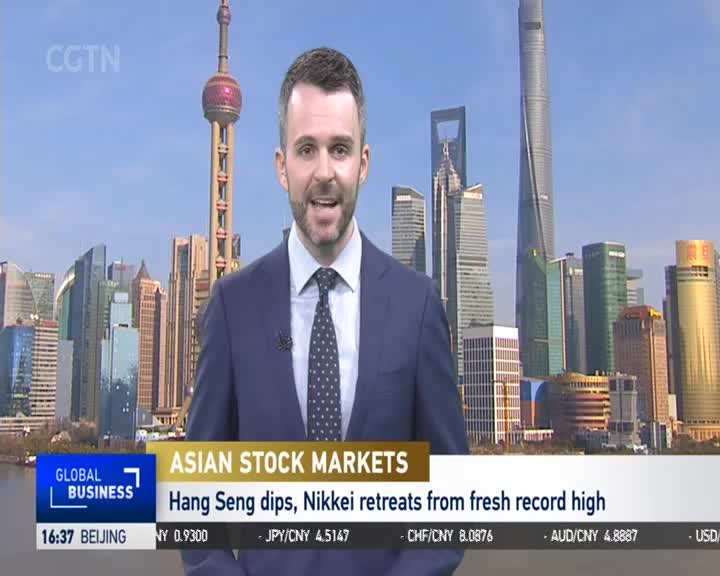 CGTN
ASIAN STOCK MARKETS
GLOBAL
BUSINESS
Hang Seng dips, Nikkei retreats from fresh record high
16:37 BEIJING
NY 0.9300 · JPY/CNY 4.5147 · CHF/CNY 8.0876 · AUD/CNY 4.8887 · USD/